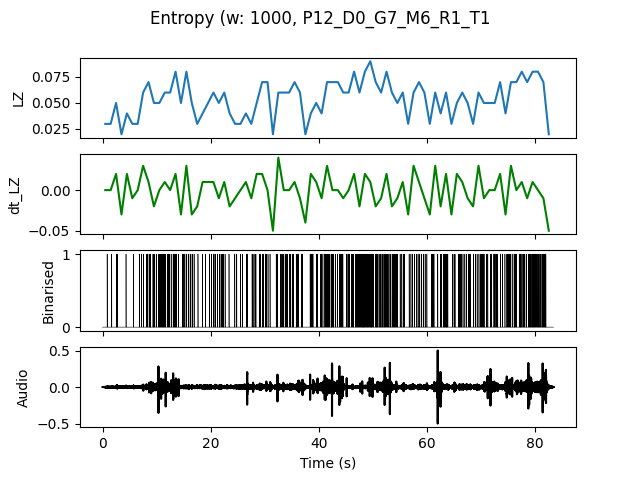 Entropy (w: 1000, P12_D0_G7_M6_R1_T1
0.075
0.050
0.025
LZ
0.00
−0.05
dt_LZ
1
0
Binarised
0.5
0.0
−0.5
Audio
0 20 40 60 80
Time (s)